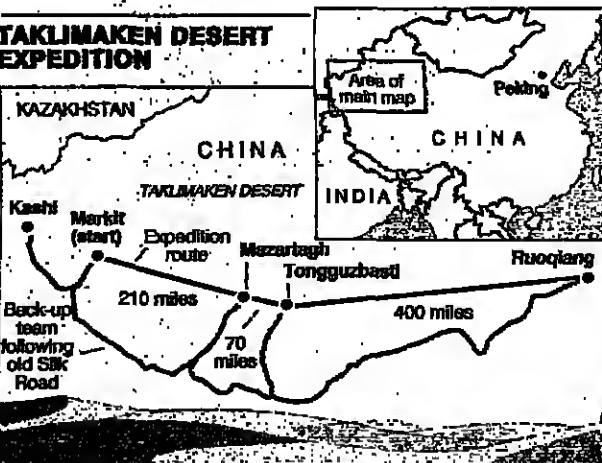 TAKLIMAKEN DESERT
EXPEDITION
Area of
main map
Peking
CHINA
INDIA
KAZAKHSTAN
CHINA
TAKLIMAKEN DESERT
Kashi
Markit
(start)
Expedition
route
Mazartagh
Tongguzbasti
Ruoqiang
210 miles
70
miles
400 miles
Back-up
team
following
old Silk
Road